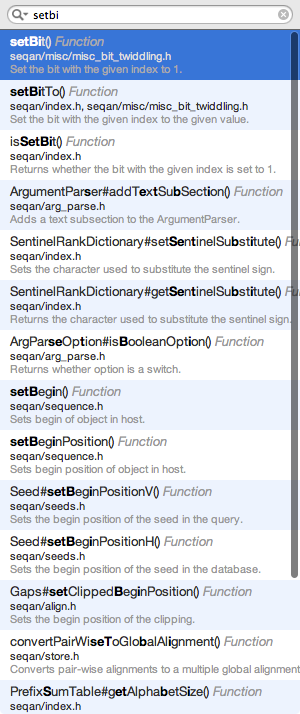 setbi
setBit() Function
seqan/misc/misc_bit_twiddling.h
Set the bit with the given index to 1.
setBitTo() Function
seqan/index.h, seqan/misc/misc_bit_twiddling.h
Set the bit with the given index to the given value.
isSetBit() Function
seqan/index.h
Returns whether the bit with the given index is set to 1.
ArgumentParser#addTextSubSection() Function
seqan/arg_parse.h
Adds a text subsection to the ArgumentParser.
SentinelRankDictionary#setSentinelSubstitute() Fun
seqan/index.h
Sets the character used to substitute the sentinel sign.
SentinelRankDictionary#getSentinelSubstitute() Fun
seqan/index.h
Returns the character used to substitute the sentinel sign.
ArgParseOption#isBooleanOption() Function
seqan/arg_parse.h
Returns whether option is a switch.
setBegin() Function
seqan/sequence.h
Sets begin of object in host.
setBeginPosition() Function
seqan/sequence.h
Sets begin position of object in host.
Seed#setBeginPositionV() Function
seqan/seeds.h
Sets the begin position of the seed in the query.
Seed#setBeginPositionH() Function
seqan/seeds.h
Sets the begin position of the seed in the database.
Gaps#setClippedBeginPosition() Function
seqan/align.h
Sets the begin position of the clipping.
convertPairWiseToGlobalAlignment() Function
seqan/store.h
Converts pair-wise alignments to a multiple global alignment
PrefixSumTable#getAlphabetSize() Function
seqan/index.h